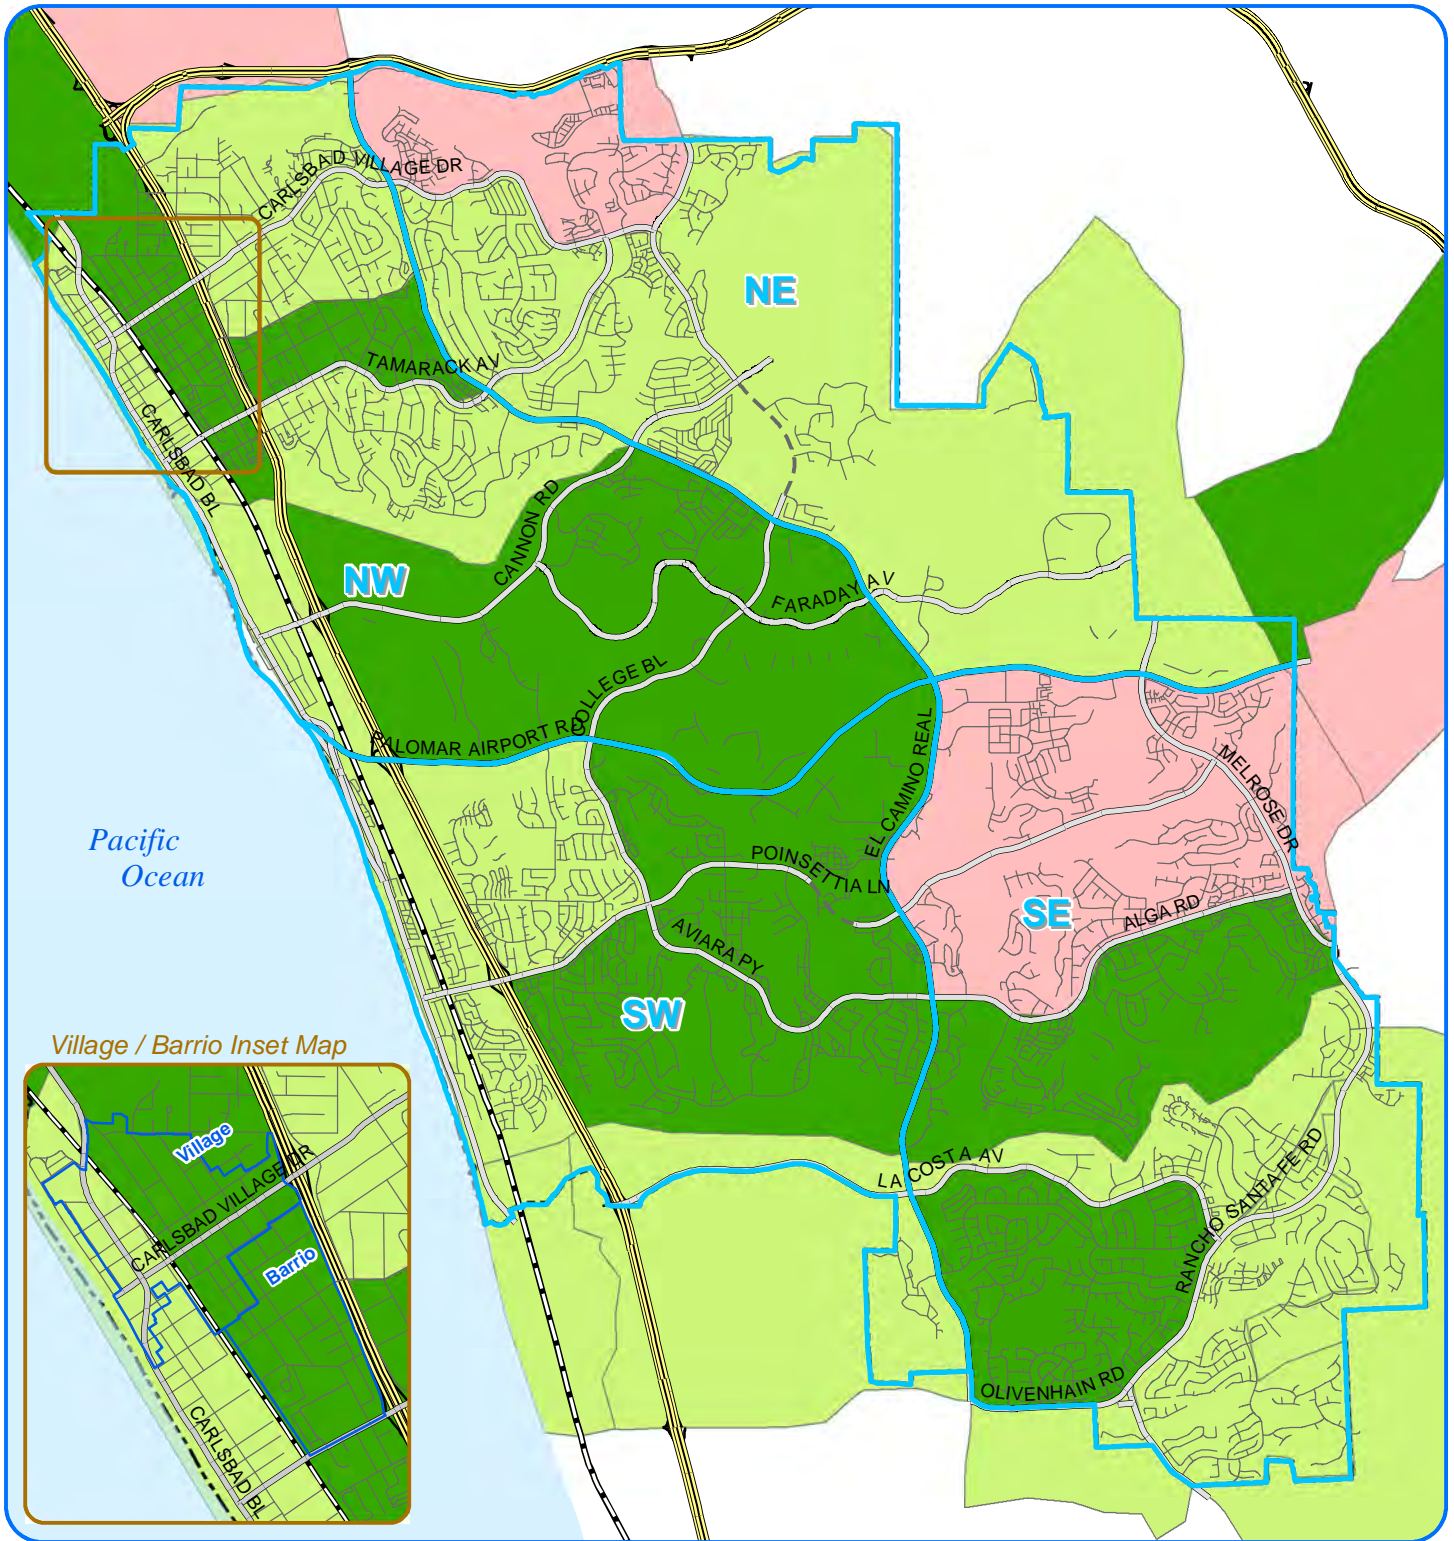 CARLSBAD VILLAGE DR
NE
TAMARACK AV
CARLSBAD BL
CANNON RD
NW
FARADAY AV
COLLEGE BL
PALOMAR AIRPORT RD
EL CAMINO REAL
MELROSE DR
Pacific
Ocean
POINSETTIA LN
SE
ALGA RD
AVIARA PY
SW
Village / Barrio Inset Map
Village
CARLSBAD VILLAGE DR
Barrio
CARLSBAD BL
LA COSTA AV
RANCHO SANTA FE RD
OLIVENHAIN RD